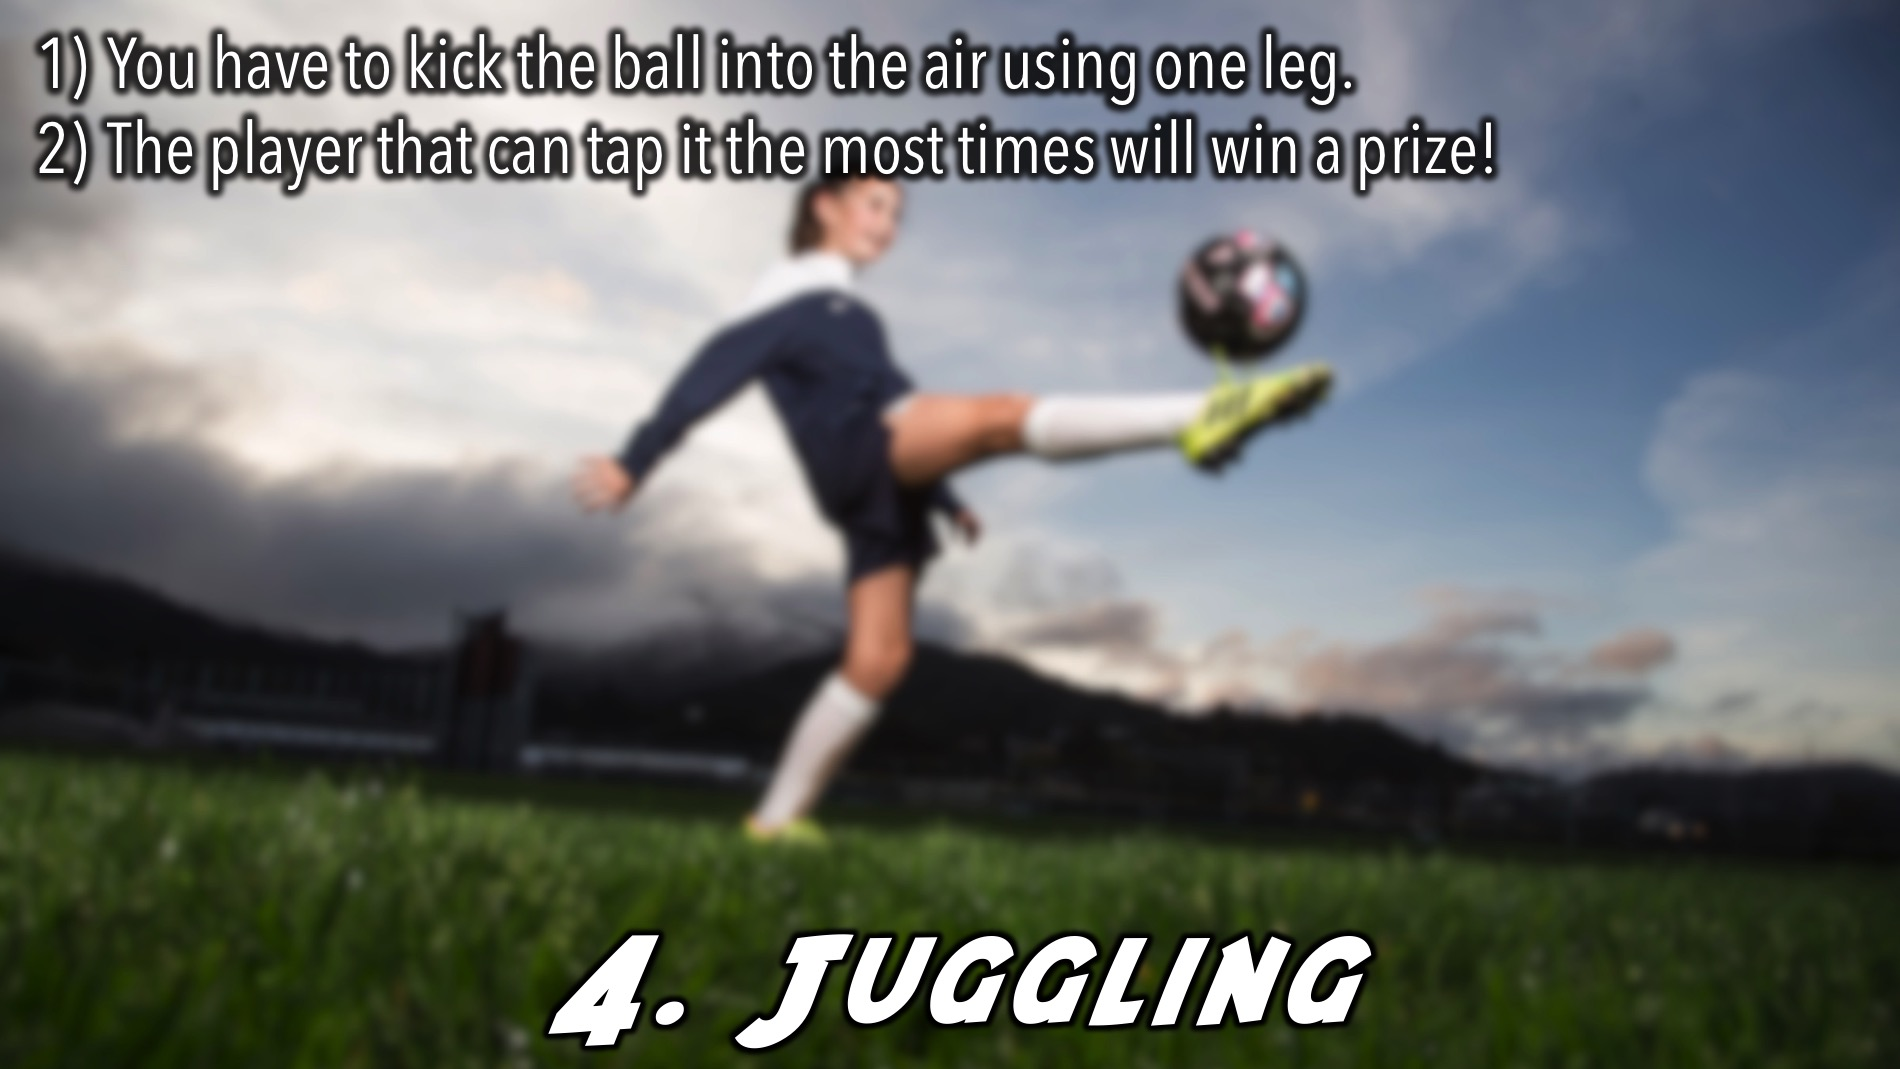 1) You have to kick the ball into the air using one leg.
2) The player that can tap it the most times will win a prize!
4. JUGGLING